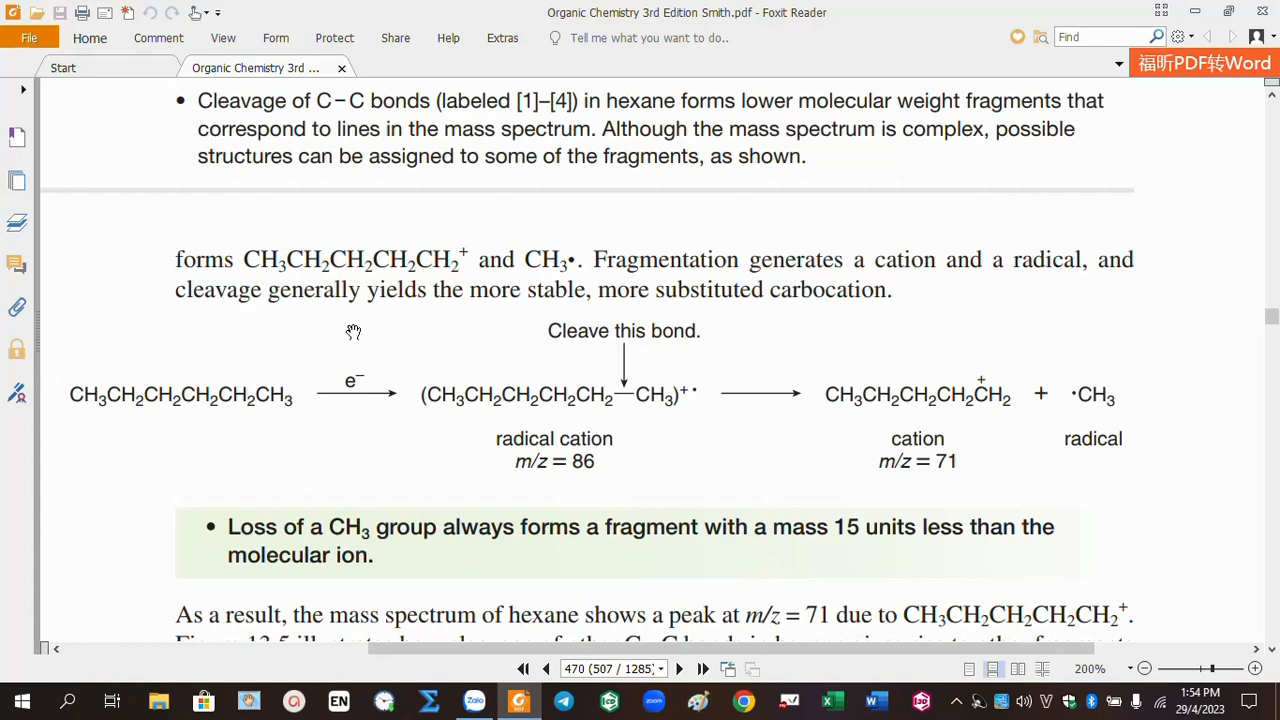 Organic Chemistry 3rd Edition Smith.pdf - Foxit Reader
File Home Comment View Form Protect Share Help Extras Tell me what you want to do.. Find
Start Organic Chemistry 3rd ... 福昕PDF转Word
• Cleavage of C–C bonds (labeled [1]–[4]) in hexane forms lower molecular weight fragments that
correspond to lines in the mass spectrum. Although the mass spectrum is complex, possible
structures can be assigned to some of the fragments, as shown.
forms CH₃CH₂CH₂CH₂CH₂⁺ and CH₃•. Fragmentation generates a cation and a radical, and
cleavage generally yields the more stable, more substituted carbocation.
Cleave this bond.
e⁻
CH₃CH₂CH₂CH₂CH₂CH₃ (CH₃CH₂CH₂CH₂CH₂—CH₃)⁺• CH₃CH₂CH₂CH₂C⁺H₂ + •CH₃
radical cation cation radical
m/z = 86 m/z = 71
• Loss of a CH₃ group always forms a fragment with a mass 15 units less than the
molecular ion.
As a result, the mass spectrum of hexane shows a peak at m/z = 71 due to CH₃CH₂CH₂CH₂CH₂⁺.
470 (507 / 1285) 200%
EN Zalo zoom 1:54 PM
29/4/2023